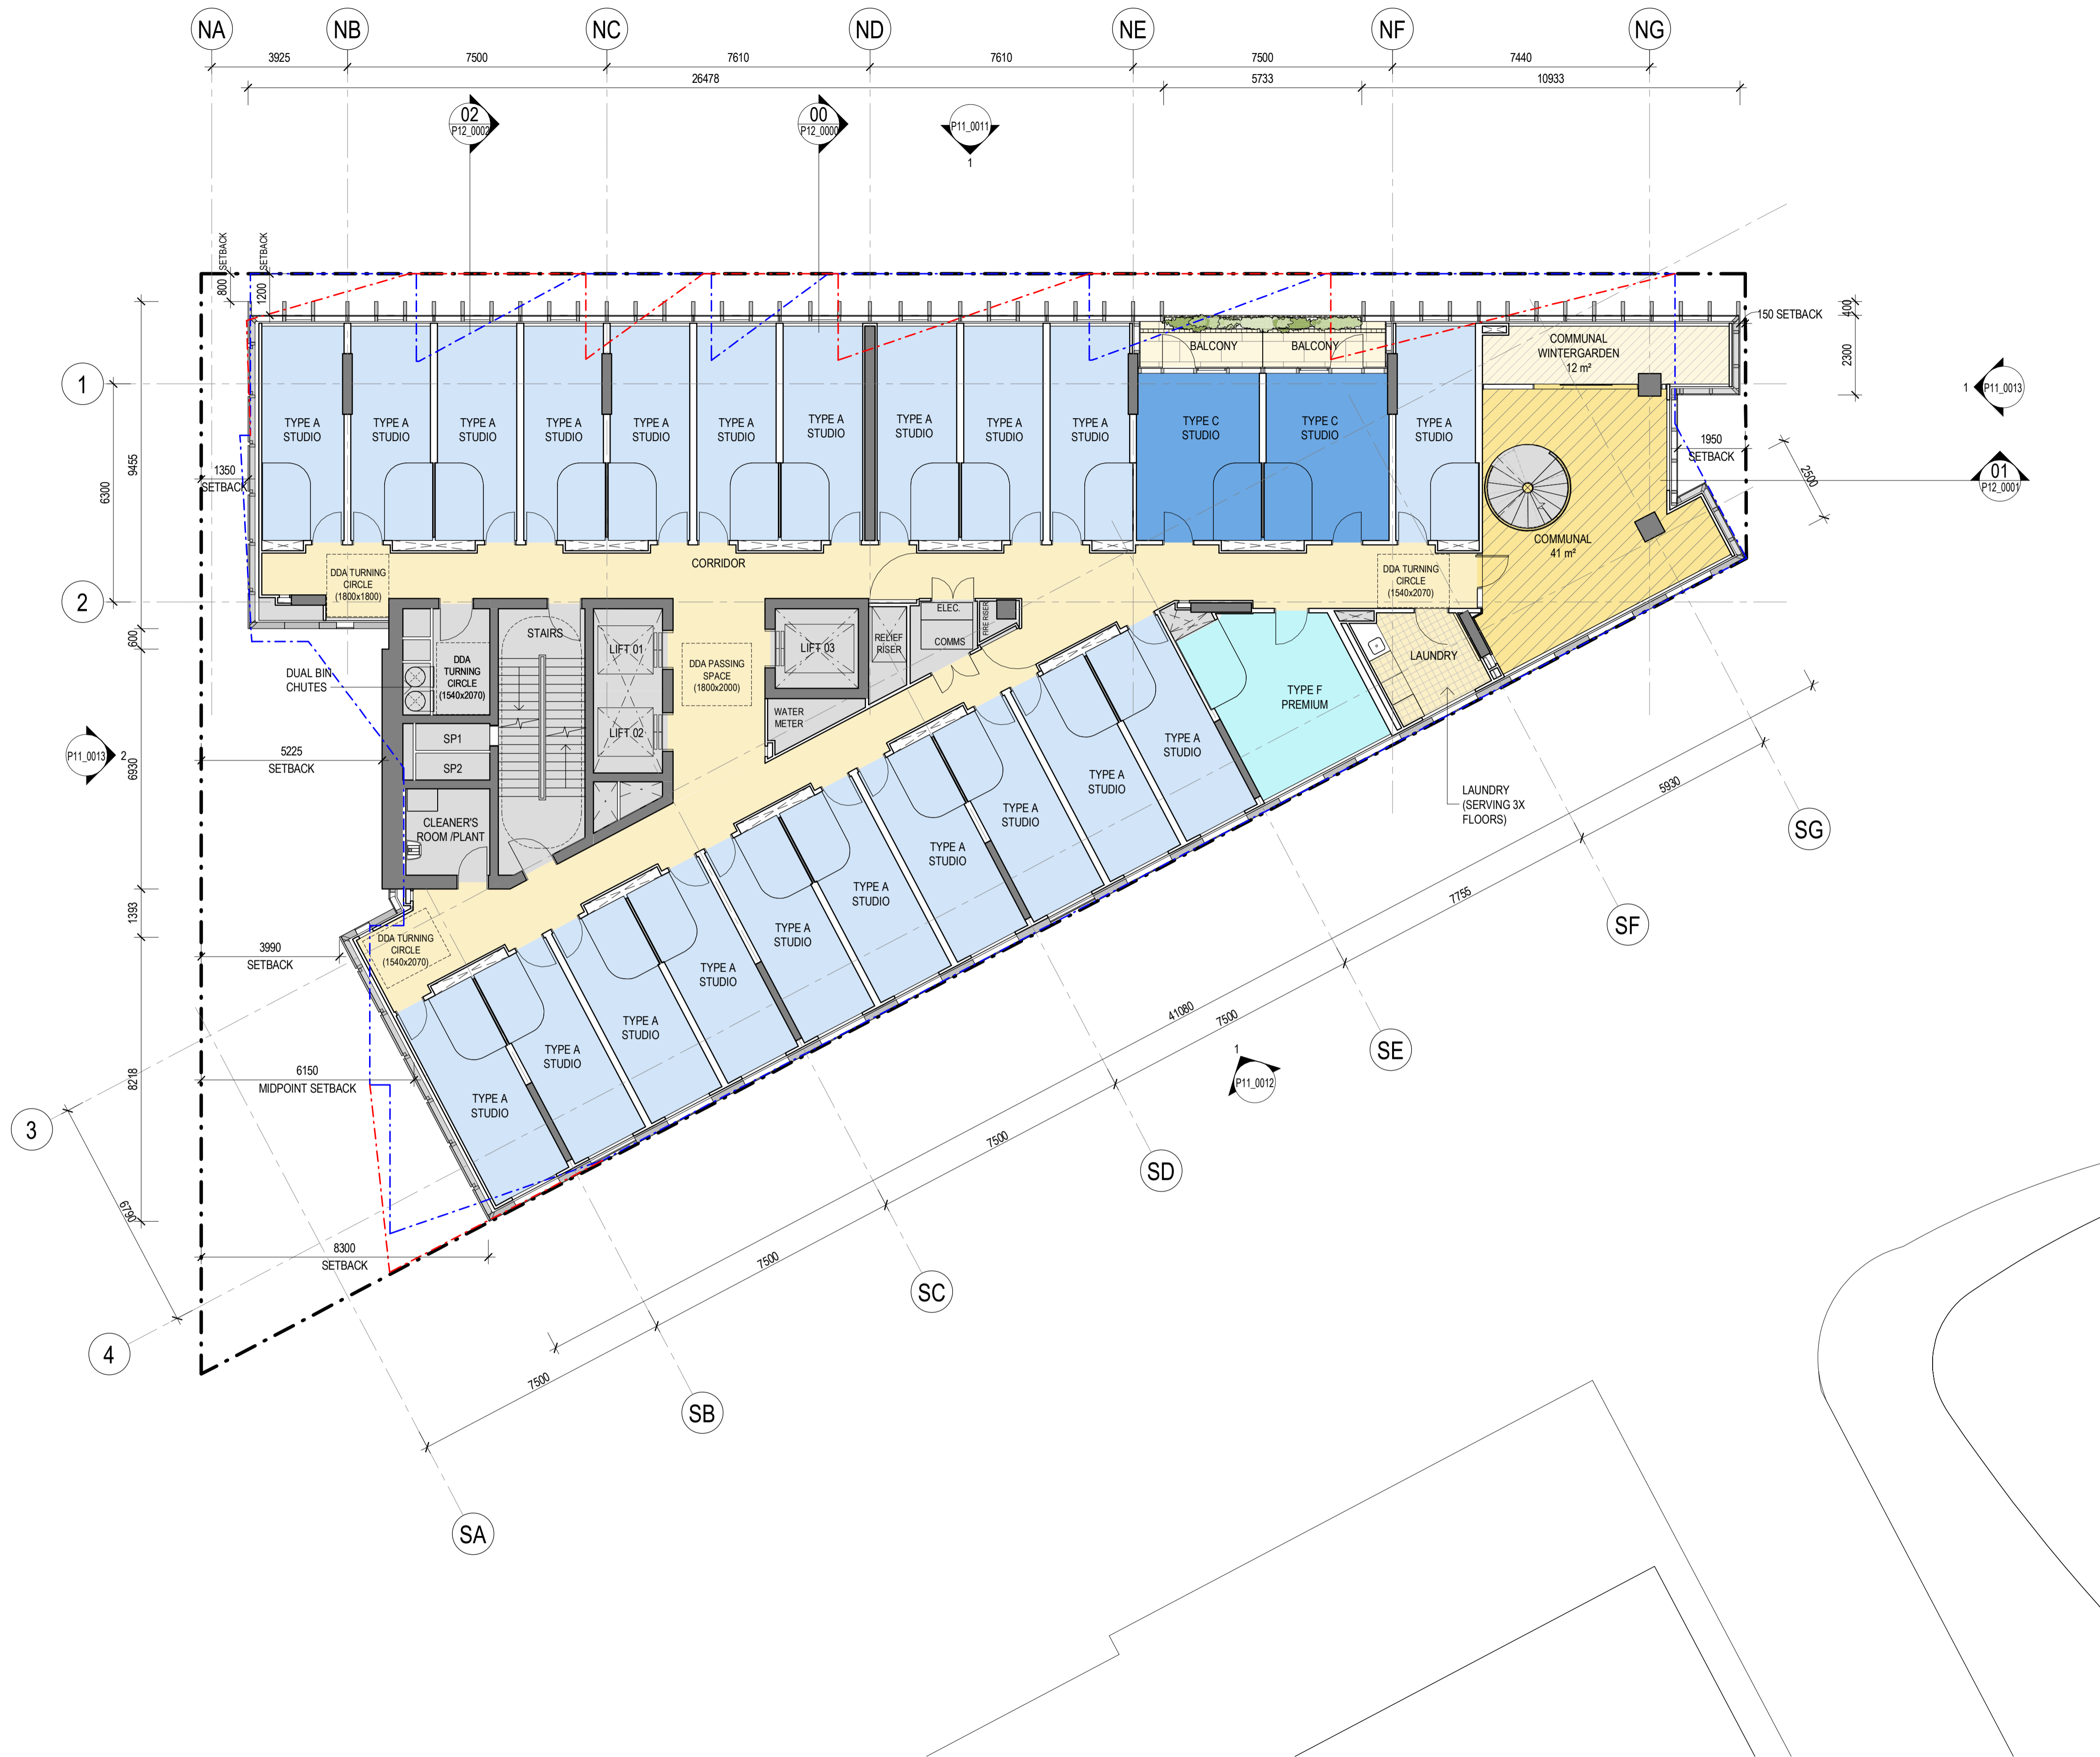 NA
NB
NC
ND
NE
NF
NG
3925
7500
7610
7610
7500
7440
26478
5733
10933
02
P12_0002
00
P12_0000
P11_0011
1
800
SETBACK
1200
SETBACK
400
150 SETBACK
2300
1
9455
6300
2
600
6930
1393
8218
3
6790
4
1350
SETBACK
BALCONY
BALCONY
COMMUNAL
WINTERGARDEN
12 m²
TYPE A
STUDIO
TYPE A
STUDIO
TYPE A
STUDIO
TYPE A
STUDIO
TYPE A
STUDIO
TYPE A
STUDIO
TYPE A
STUDIO
TYPE A
STUDIO
TYPE A
STUDIO
TYPE A
STUDIO
TYPE C
STUDIO
TYPE C
STUDIO
TYPE A
STUDIO
1950
SETBACK
1
P11_0013
01
P12_0001
2500
COMMUNAL
41 m²
CORRIDOR
DDA TURNING
CIRCLE
(1800x1800)
DDA TURNING
CIRCLE
(1540x2070)
STAIRS
LIFT 01
LIFT 02
LIFT 03
DDA
TURNING
CIRCLE
(1540x2070)
DUAL BIN
CHUTES
DDA PASSING
SPACE
(1800x2000)
RELIEF
RISER
ELEC.
COMMS
FIRE RISER
WATER
METER
SP1
SP2
CLEANER'S
ROOM /PLANT
LAUNDRY
TYPE F
PREMIUM
LAUNDRY
(SERVING 3X
FLOORS)
P11_0013
2
5225
SETBACK
3990
SETBACK
DDA TURNING
CIRCLE
(1540x2070)
6150
MIDPOINT SETBACK
8300
SETBACK
TYPE A
STUDIO
TYPE A
STUDIO
TYPE A
STUDIO
TYPE A
STUDIO
TYPE A
STUDIO
TYPE A
STUDIO
TYPE A
STUDIO
TYPE A
STUDIO
TYPE A
STUDIO
TYPE A
STUDIO
5930
7755
41080
7500
7500
7500
7500
1
P11_0012
SG
SF
SE
SD
SC
SB
SA